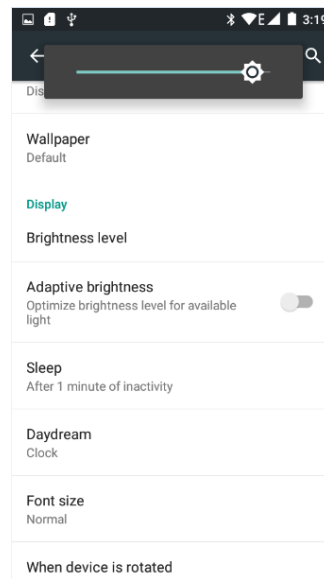 E 3:19
Dis
Wallpaper
Default
Display
Brightness level
Adaptive brightness
Optimize brightness level for available
light
Sleep
After 1 minute of inactivity
Daydream
Clock
Font size
Normal
When device is rotated